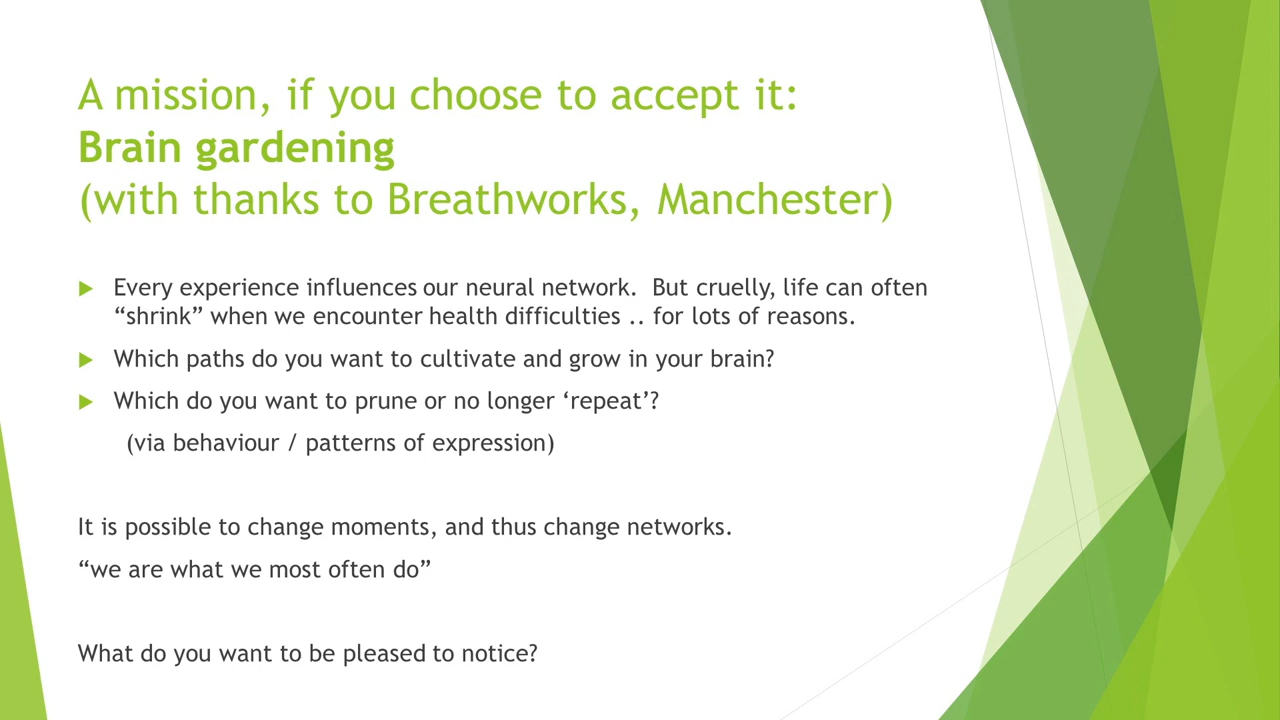 A mission, if you choose to accept it:
Brain gardening
(with thanks to Breathworks, Manchester)
Every experience influences our neural network.  But cruelly, life can often
“shrink” when we encounter health difficulties .. for lots of reasons.
Which paths do you want to cultivate and grow in your brain?
Which do you want to prune or no longer ‘repeat’?
(via behaviour / patterns of expression)
It is possible to change moments, and thus change networks.
“we are what we most often do”
What do you want to be pleased to notice?